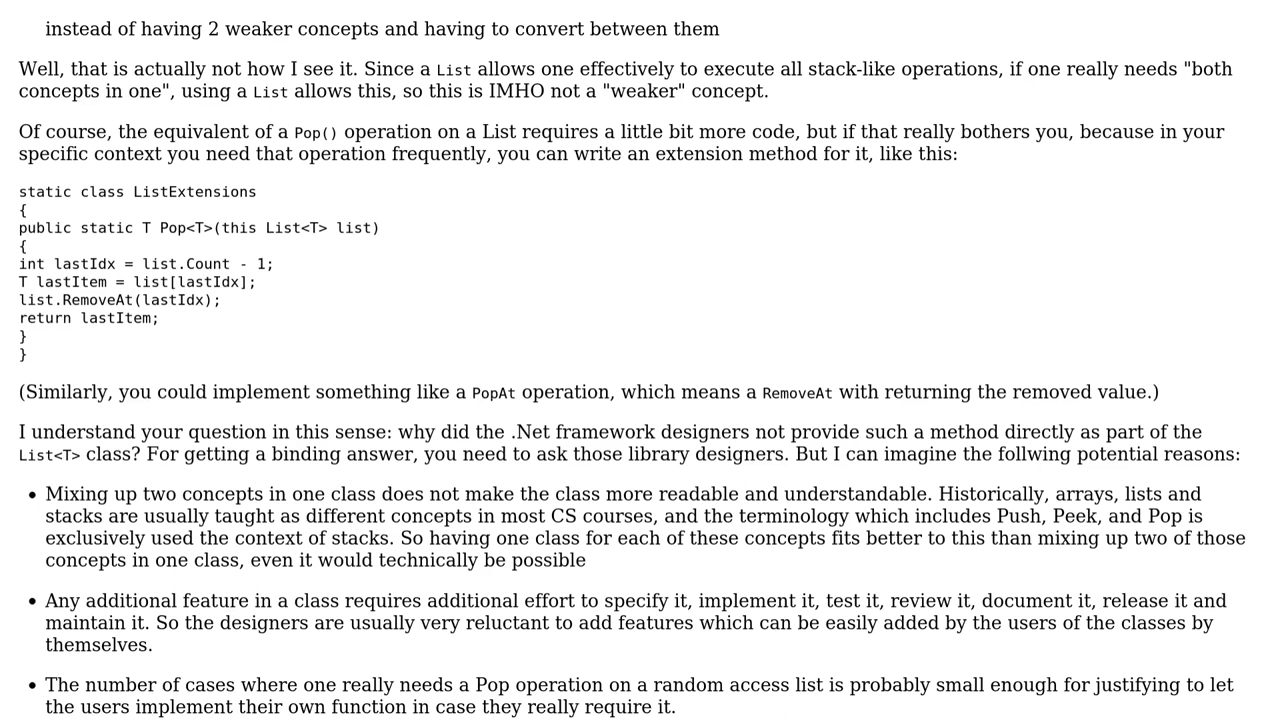 instead of having 2 weaker concepts and having to convert between them
Well, that is actually not how I see it. Since a List allows one effectively to execute all stack-like operations, if one really needs "both
concepts in one", using a List allows this, so this is IMHO not a "weaker" concept.
Of course, the equivalent of a Pop() operation on a List requires a little bit more code, but if that really bothers you, because in your
specific context you need that operation frequently, you can write an extension method for it, like this:
static class ListExtensions
{
public static T Pop<T>(this List<T> list)
{
int lastIdx = list.Count - 1;
T lastItem = list[lastIdx];
list.RemoveAt(lastIdx);
return lastItem;
}
}
(Similarly, you could implement something like a PopAt operation, which means a RemoveAt with returning the removed value.)
I understand your question in this sense: why did the .Net framework designers not provide such a method directly as part of the
List<T> class? For getting a binding answer, you need to ask those library designers. But I can imagine the follwing potential reasons:
• Mixing up two concepts in one class does not make the class more readable and understandable. Historically, arrays, lists and
stacks are usually taught as different concepts in most CS courses, and the terminology which includes Push, Peek, and Pop is
exclusively used the context of stacks. So having one class for each of these concepts fits better to this than mixing up two of those
concepts in one class, even it would technically be possible
• Any additional feature in a class requires additional effort to specify it, implement it, test it, review it, document it, release it and
maintain it. So the designers are usually very reluctant to add features which can be easily added by the users of the classes by
themselves.
• The number of cases where one really needs a Pop operation on a random access list is probably small enough for justifying to let
the users implement their own function in case they really require it.